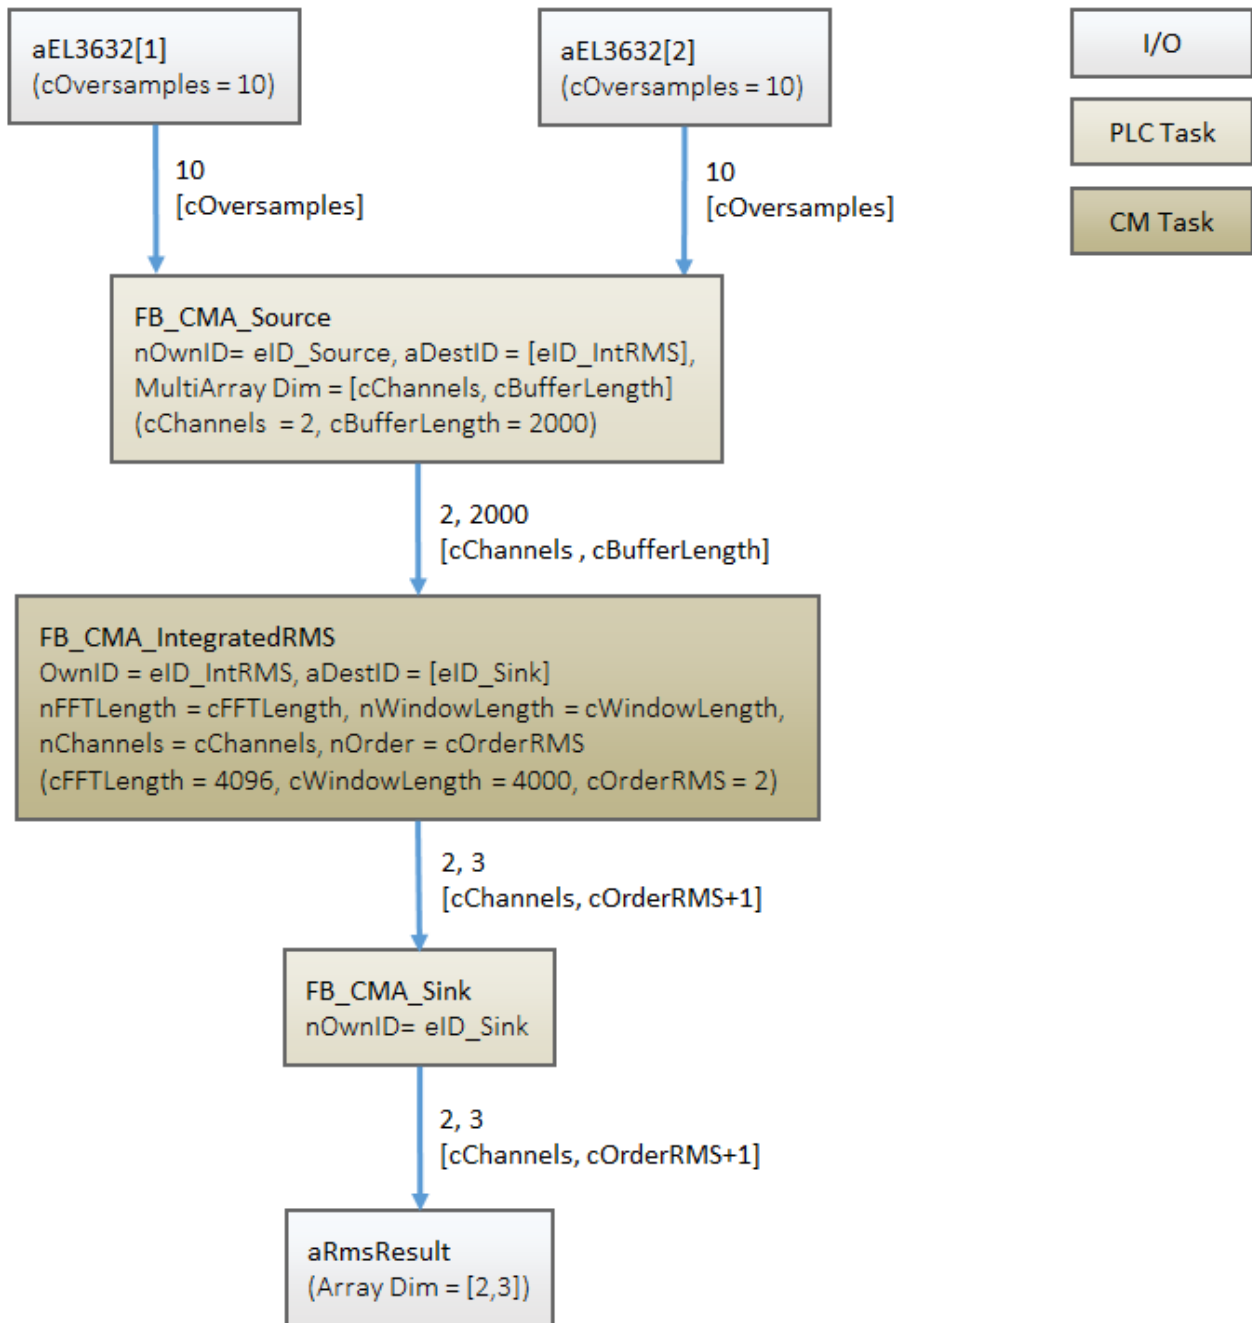 aEL3632[1]
(cOversamples = 10)
aEL3632[2]
(cOversamples = 10)
I/O
PLC Task
CM Task
10
[cOversamples]
10
[cOversamples]
FB_CMA_Source
nOwnID= eID_Source, aDestID = [eID_IntRMS],
MultiArray Dim = [cChannels, cBufferLength]
(cChannels  = 2, cBufferLength = 2000)
2, 2000
[cChannels , cBufferLength]
FB_CMA_IntegratedRMS
OwnID = eID_IntRMS, aDestID = [eID_Sink]
nFFTLength = cFFTLength, nWindowLength = cWindowLength,
nChannels = cChannels, nOrder = cOrderRMS
(cFFTLength = 4096, cWindowLength = 4000, cOrderRMS = 2)
2, 3
[cChannels, cOrderRMS+1]
FB_CMA_Sink
nOwnID= eID_Sink
2, 3
[cChannels, cOrderRMS+1]
aRmsResult
(Array Dim = [2,3])